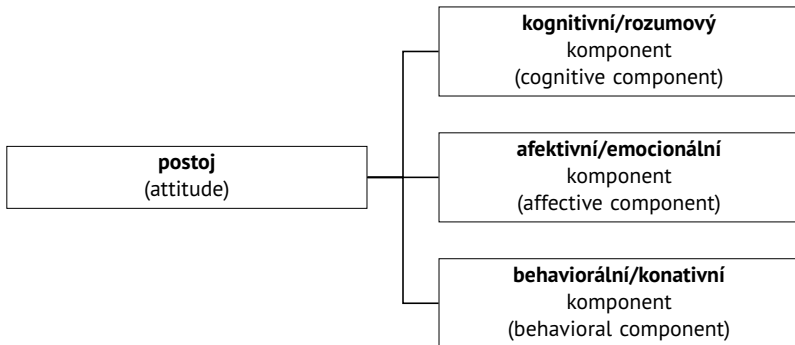 postoj
(attitude)
kognitivní/rozumový
komponent
(cognitive component)
afektivní/emocionální
komponent
(affective component)
behaviorální/konativní
komponent
(behavioral component)